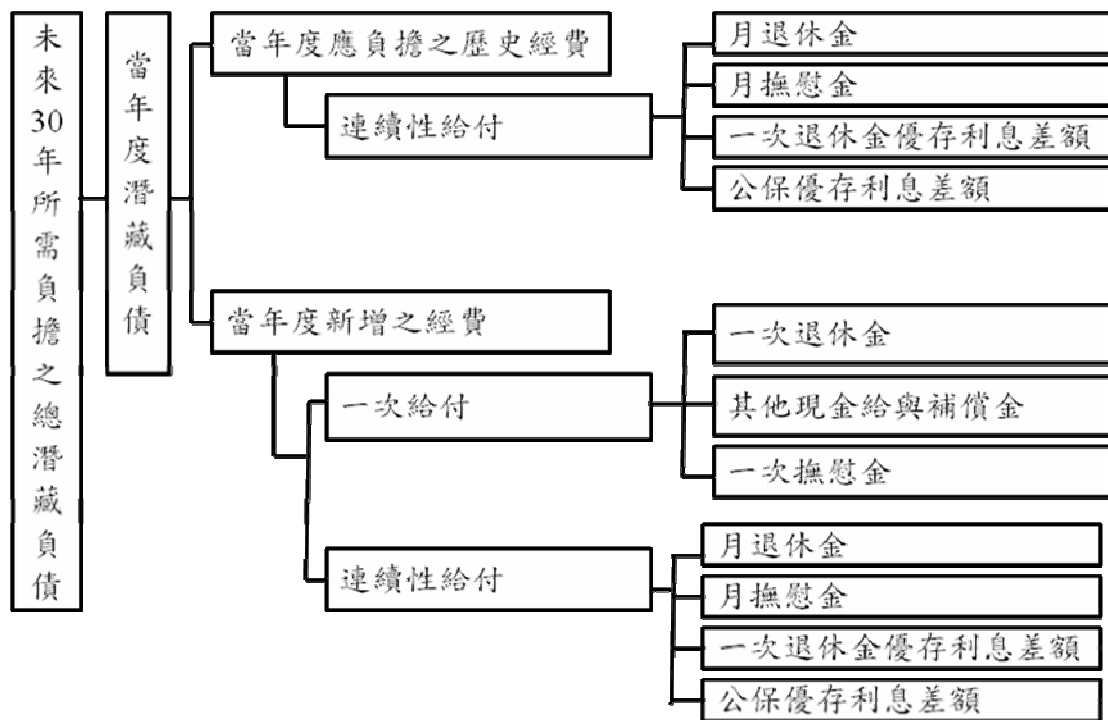 未來30年所需負擔之總潛藏負債
當年度潛藏負債
當年度應負擔之歷史經費
連續性給付
月退休金
月撫慰金
一次退休金優存利息差額
公保優存利息差額
當年度新增之經費
一次給付
一次退休金
其他現金給與補償金
一次撫慰金
連續性給付
月退休金
月撫慰金
一次退休金優存利息差額
公保優存利息差額